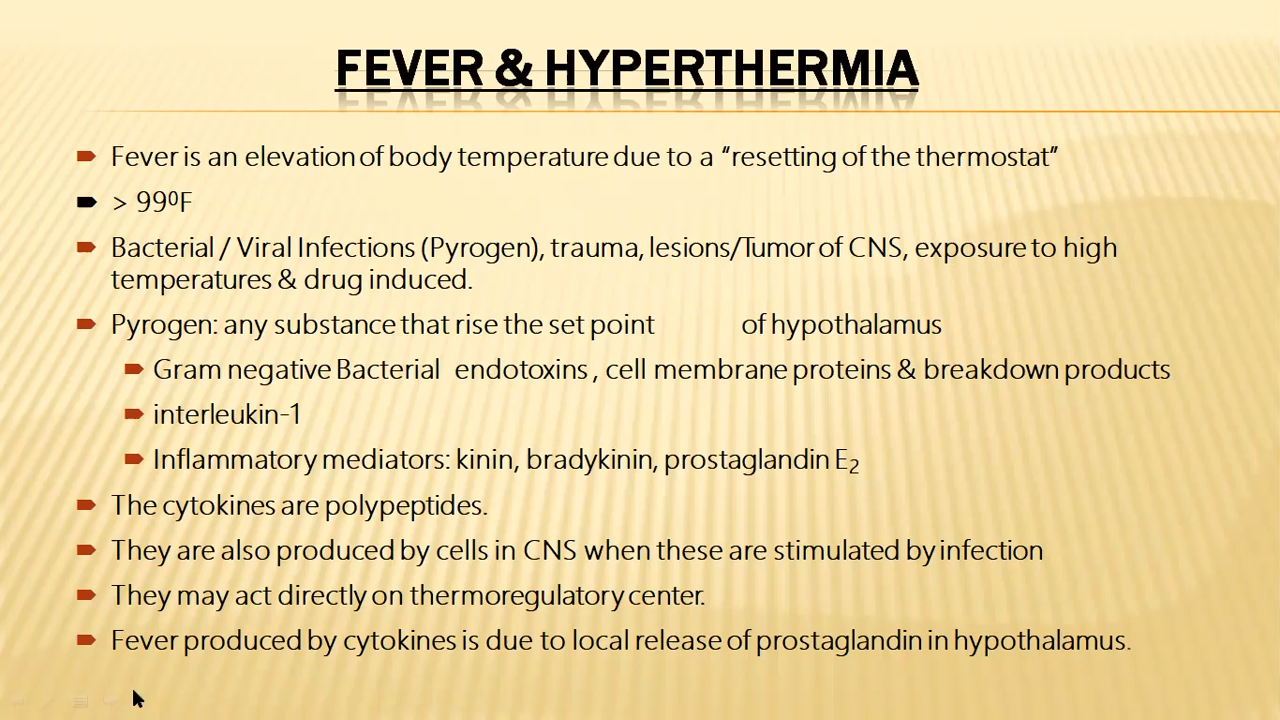 FEVER & HYPERTHERMIA
Fever is an elevation of body temperature due to a “resetting of the thermostat”
> 99⁰F
Bacterial / Viral Infections (Pyrogen), trauma, lesions/Tumor of CNS, exposure to high
temperatures & drug induced.
Pyrogen: any substance that rise the set point of hypothalamus
Gram negative Bacterial endotoxins , cell membrane proteins & breakdown products
interleukin-1
Inflammatory mediators: kinin, bradykinin, prostaglandin E₂
The cytokines are polypeptides.
They are also produced by cells in CNS when these are stimulated by infection
They may act directly on thermoregulatory center.
Fever produced by cytokines is due to local release of prostaglandin in hypothalamus.